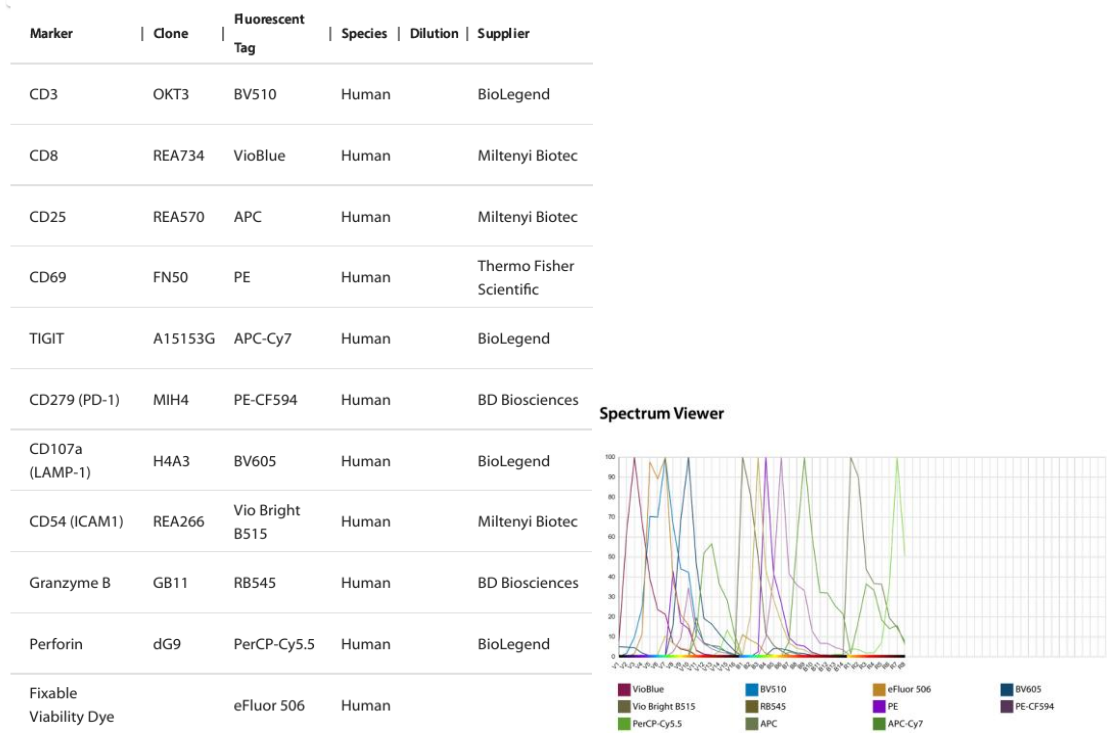 Marker | Clone | Fluorescent Tag | Species | Dilution | Supplier
CD3 OKT3 BV510 Human BioLegend
CD8 REA734 VioBlue Human Miltenyi Biotec
CD25 REA570 APC Human Miltenyi Biotec
CD69 FN50 PE Human Thermo Fisher Scientific
TIGIT A15153G APC-Cy7 Human BioLegend
CD279 (PD-1) MIH4 PE-CF594 Human BD Biosciences
CD107a (LAMP-1) H4A3 BV605 Human BioLegend
CD54 (ICAM1) REA266 Vio Bright B515 Human Miltenyi Biotec
Granzyme B GB11 RB545 Human BD Biosciences
Perforin dG9 PerCP-Cy5.5 Human BioLegend
Fixable Viability Dye eFluor 506 Human
Spectrum Viewer
100
90
80
70
60
50
40
30
20
10
0
VioBlue BV510 eFluor 506 BV605
Vio Bright B515 RB545 PE PE-CF594
PerCP-Cy5.5 APC APC-Cy7